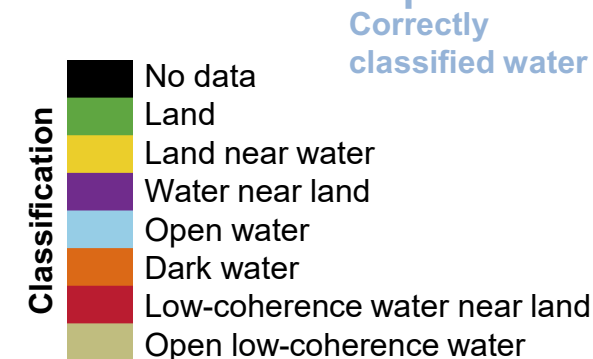 Correctly
classified water
Classification
No data
Land
Land near water
Water near land
Open water
Dark water
Low-coherence water near land
Open low-coherence water